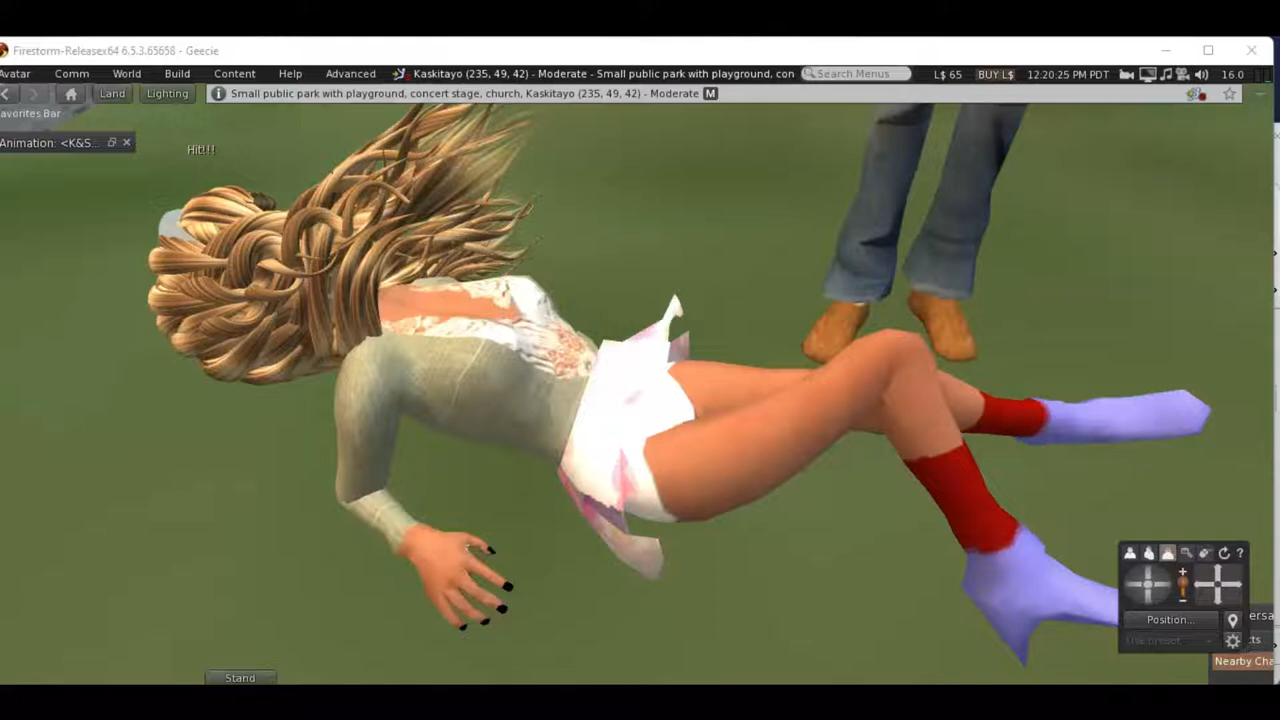 Firestorm-Releasex64 6.5.3.65658 - Geecie
Avatar Comm World Build Content Help Advanced Kaskitayo (235, 49, 42) - Moderate - Small public park with playground, con Search Menus L$ 65 BUY L$ 12:20:25 PM PDT 16.0
Land Lighting Small public park with playground, concert stage, church, Kaskitayo (235, 49, 42) - Moderate M
avorites Bar
Animation: <K&S...
Hit!!!
Position...
ersa
cts
Nearby Cha
Stand